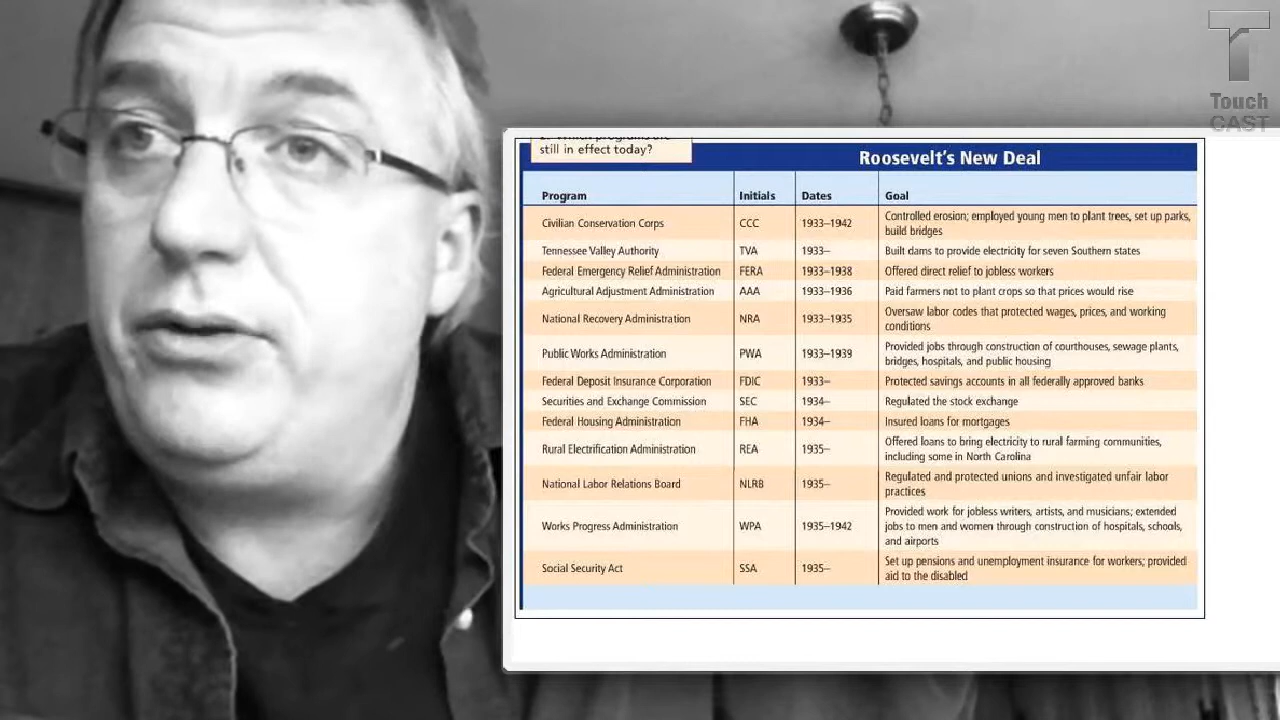 Touch
CAST
still in effect today?
Roosevelt's New Deal
Program Initials Dates Goal
Civilian Conservation Corps CCC 1933–1942 Controlled erosion; employed young men to plant trees, set up parks,
build bridges
Tennessee Valley Authority TVA 1933– Built dams to provide electricity for seven Southern states
Federal Emergency Relief Administration FERA 1933–1938 Offered direct relief to jobless workers
Agricultural Adjustment Administration AAA 1933–1936 Paid farmers not to plant crops so that prices would rise
National Recovery Administration NRA 1933–1935 Oversaw labor codes that protected wages, prices, and working
conditions
Public Works Administration PWA 1933–1939 Provided jobs through construction of courthouses, sewage plants,
bridges, hospitals, and public housing
Federal Deposit Insurance Corporation FDIC 1933– Protected savings accounts in all federally approved banks
Securities and Exchange Commission SEC 1934– Regulated the stock exchange
Federal Housing Administration FHA 1934– Insured loans for mortgages
Rural Electrification Administration REA 1935– Offered loans to bring electricity to rural farming communities,
including some in North Carolina
National Labor Relations Board NLRB 1935– Regulated and protected unions and investigated unfair labor
practices
Works Progress Administration WPA 1935–1942 Provided work for jobless writers, artists, and musicians; extended
jobs to men and women through construction of hospitals, schools,
and airports
Social Security Act SSA 1935– Set up pensions and unemployment insurance for workers; provided
aid to the disabled